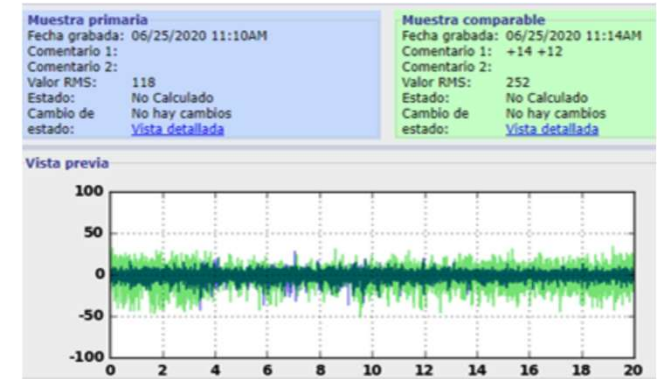 Muestra primaria
Fecha grabada: 06/25/2020 11:10AM
Comentario 1:
Comentario 2:
Valor RMS: 118
Estado: No Calculado
Cambio de estado: No hay cambios
Vista detallada
Muestra comparable
Fecha grabada: 06/25/2020 11:14AM
Comentario 1: +14 +12
Comentario 2:
Valor RMS: 252
Estado: No Calculado
Cambio de estado: No hay cambios
Vista detallada
Vista previa
100
50
0
-50
-100
0 2 4 6 8 10 12 14 16 18 20